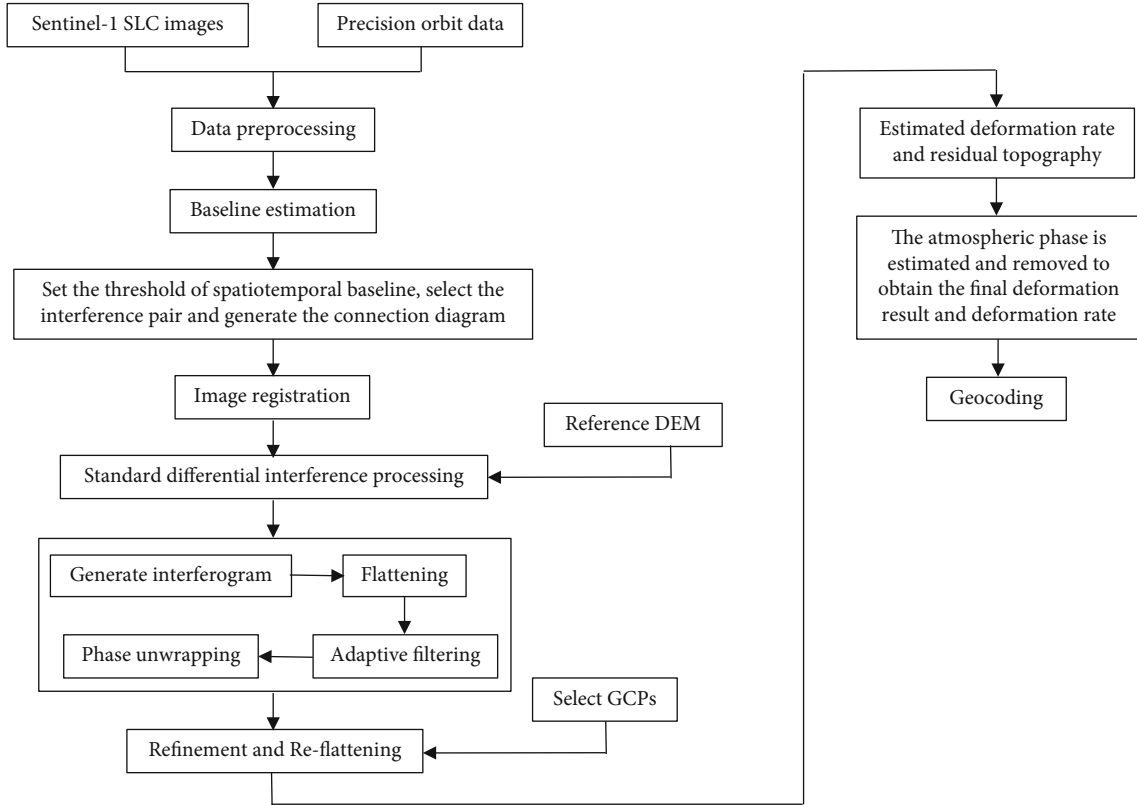 Sentinel-1 SLC images
Precision orbit data
Data preprocessing
Baseline estimation
Set the threshold of spatiotemporal baseline, select the
interference pair and generate the connection diagram
Image registration
Reference DEM
Standard differential interference processing
Generate interferogram
Flattening
Phase unwrapping
Adaptive filtering
Select GCPs
Refinement and Re-flattening
Estimated deformation rate
and residual topography
The atmospheric phase is
estimated and removed to
obtain the final deformation
result and deformation rate
Geocoding